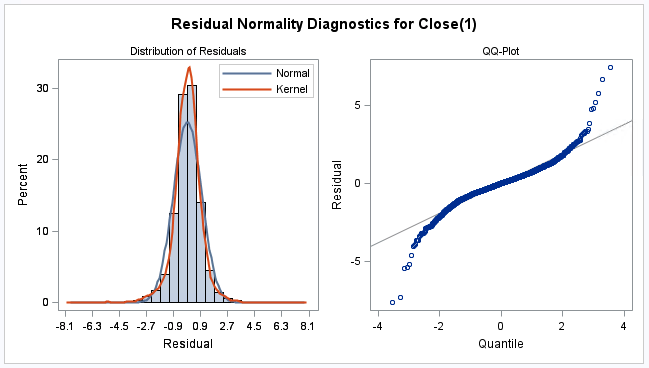 Residual Normality Diagnostics for Close(1)
Distribution of Residuals
Normal
Kernel
Percent
30
20
10
0
-8.1 -6.3 -4.5 -2.7 -0.9 0.9 2.7 4.5 6.3 8.1
Residual
QQ-Plot
Residual
5
0
-5
-4 -2 0 2 4
Quantile